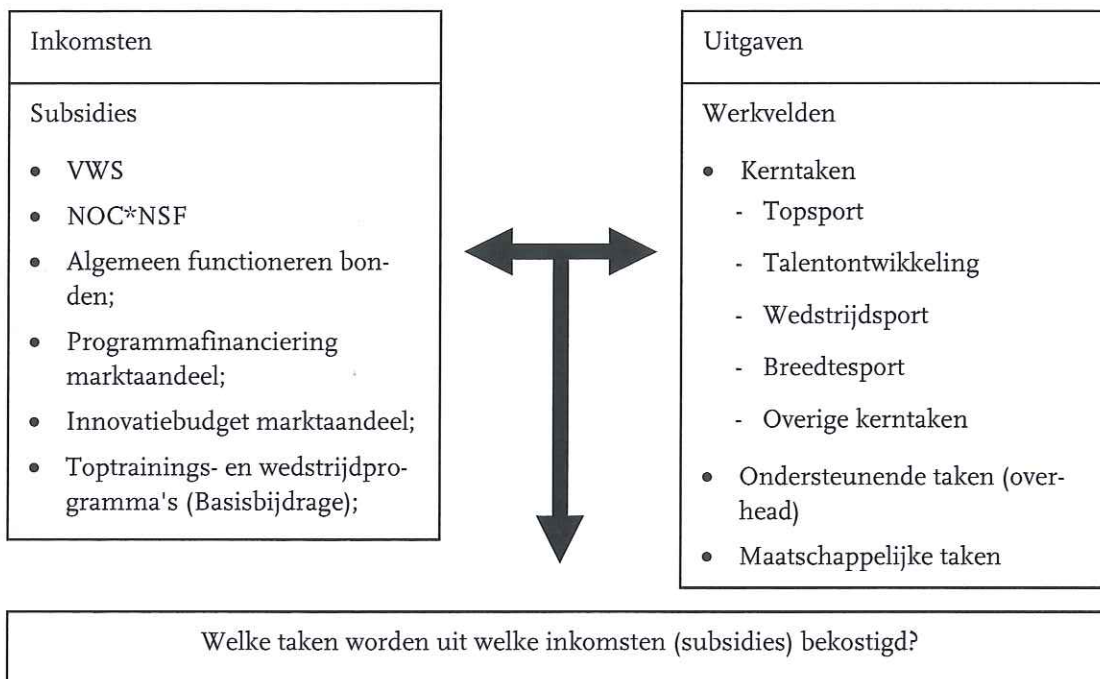 Inkomsten
Subsidies
• VWS
• NOC*NSF
• Algemeen functioneren bon-
den;
• Programmafinanciering
marktaandeel;
• Innovatiebudget marktaandeel;
• Toptrainings- en wedstrijdpro-
gramma's (Basisbijdrage);
Uitgaven
Werkvelden
• Kerntaken
- Topsport
- Talentontwikkeling
- Wedstrijdsport
- Breedtesport
- Overige kerntaken
• Ondersteunende taken (over-
head)
• Maatschappelijke taken
Welke taken worden uit welke inkomsten (subsidies) bekostigd?